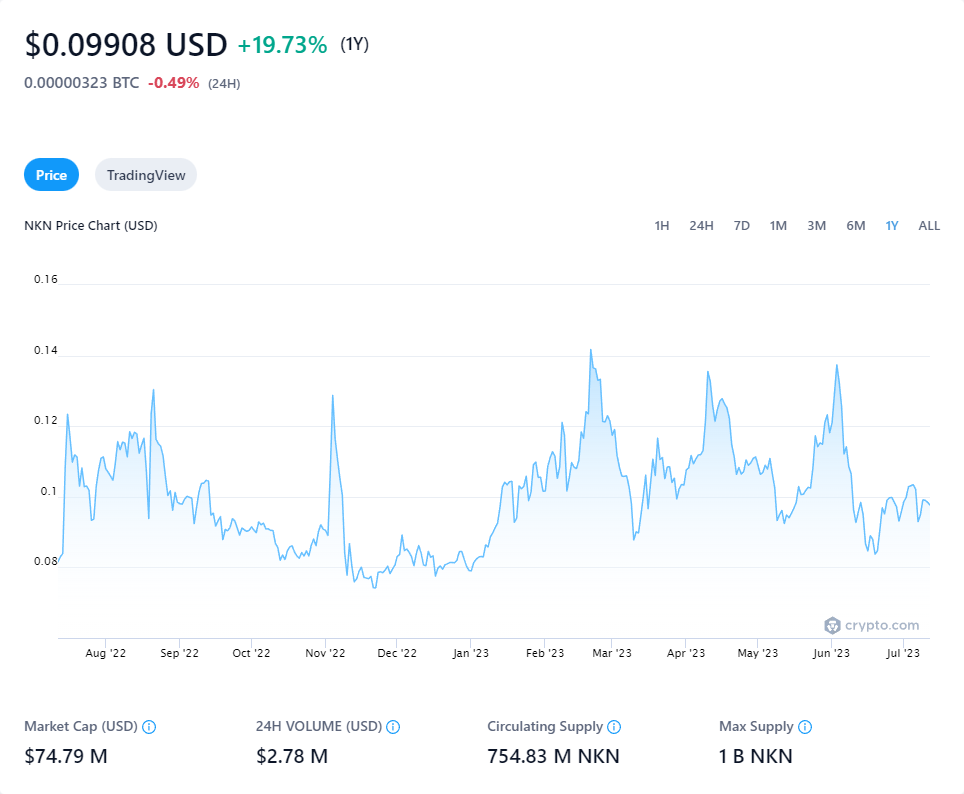 $0.09908 USD +19.73% (1Y)
0.00000323 BTC -0.49% (24H)
Price TradingView
NKN Price Chart (USD) 1H 24H 7D 1M 3M 6M 1Y ALL
0.16
0.14
0.12
0.1
0.08
crypto.com
Aug '22 Sep '22 Oct '22 Nov '22 Dec '22 Jan '23 Feb '23 Mar '23 Apr '23 May '23 Jun '23 Jul '23
Market Cap (USD) 24H VOLUME (USD) Circulating Supply Max Supply
$74.79 M $2.78 M 754.83 M NKN 1 B NKN